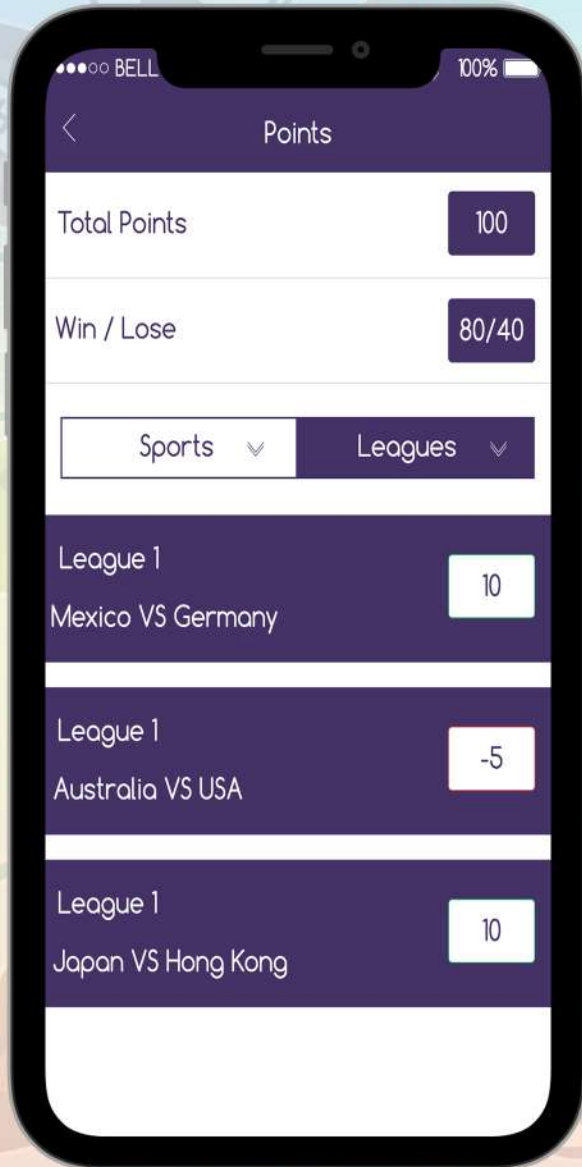 BELL
100%
Points
Total Points
100
Win / Lose
80/40
Sports
Leagues
League 1
10
Mexico VS Germany
League 1
-5
Australia VS USA
League 1
10
Japan VS Hong Kong